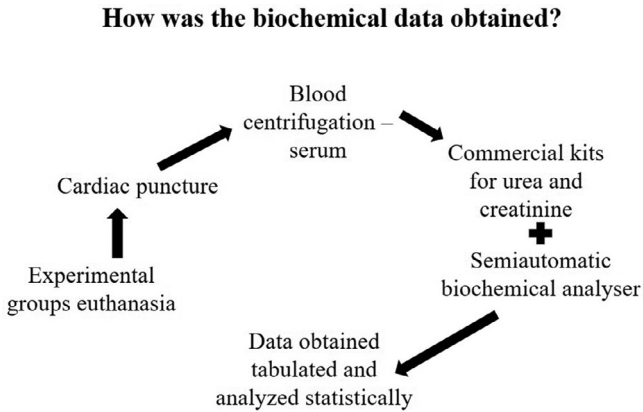 How was the biochemical data obtained?
Blood
centrifugation –
serum
Commercial kits
for urea and
creatinine
Cardiac puncture
Semiautomatic
biochemical analyser
Experimental
groups euthanasia
Data obtained
tabulated and
analyzed statistically